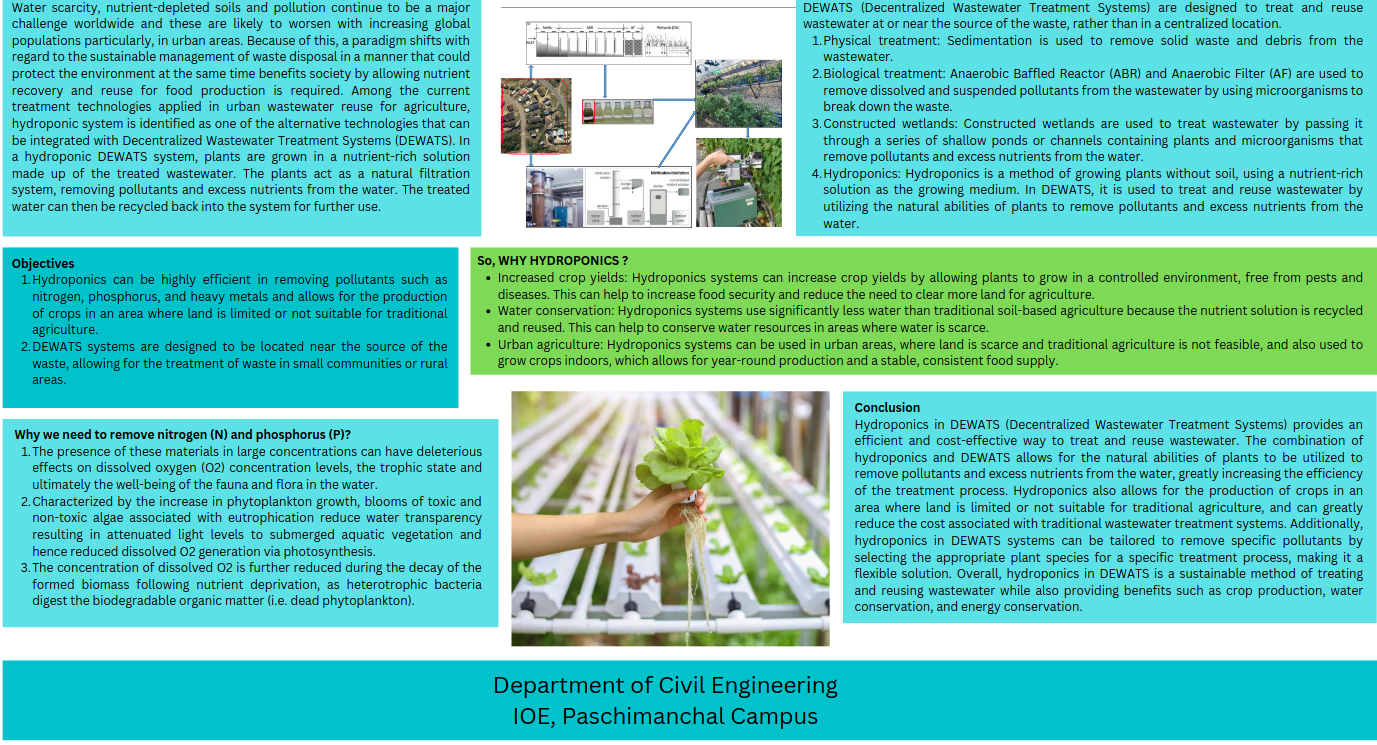 Water scarcity, nutrient-depleted soils and pollution continue to be a major
challenge worldwide and these are likely to worsen with increasing global
populations particularly, in urban areas. Because of this, a paradigm shifts with
regard to the sustainable management of waste disposal in a manner that could
protect the environment at the same time benefits society by allowing nutrient
recovery and reuse for food production is required. Among the current
treatment technologies applied in urban wastewater reuse for agriculture,
hydroponic system is identified as one of the alternative technologies that can
be integrated with Decentralized Wastewater Treatment Systems (DEWATS). In
a hydroponic DEWATS system, plants are grown in a nutrient-rich solution
made up of the treated wastewater. The plants act as a natural filtration
system, removing pollutants and excess nutrients from the water. The treated
water can then be recycled back into the system for further use.
DEWATS (Decentralized Wastewater Treatment Systems) are designed to treat and reuse
wastewater at or near the source of the waste, rather than in a centralized location.
1. Physical treatment: Sedimentation is used to remove solid waste and debris from the
wastewater.
2. Biological treatment: Anaerobic Baffled Reactor (ABR) and Anaerobic Filter (AF) are used to
remove dissolved and suspended pollutants from the wastewater by using microorganisms to
break down the waste.
3. Constructed wetlands: Constructed wetlands are used to treat wastewater by passing it
through a series of shallow ponds or channels containing plants and microorganisms that
remove pollutants and excess nutrients from the water.
4. Hydroponics: Hydroponics is a method of growing plants without soil, using a nutrient-rich
solution as the growing medium. In DEWATS, it is used to treat and reuse wastewater by
utilizing the natural abilities of plants to remove pollutants and excess nutrients from the
water.
Objectives
1. Hydroponics can be highly efficient in removing pollutants such as
nitrogen, phosphorus, and heavy metals and allows for the production
of crops in an area where land is limited or not suitable for traditional
agriculture.
2. DEWATS systems are designed to be located near the source of the
waste, allowing for the treatment of waste in small communities or rural
areas.
So, WHY HYDROPONICS ?
• Increased crop yields: Hydroponics systems can increase crop yields by allowing plants to grow in a controlled environment, free from pests and
diseases. This can help to increase food security and reduce the need to clear more land for agriculture.
• Water conservation: Hydroponics systems use significantly less water than traditional soil-based agriculture because the nutrient solution is recycled
and reused. This can help to conserve water resources in areas where water is scarce.
• Urban agriculture: Hydroponics systems can be used in urban areas, where land is scarce and traditional agriculture is not feasible, and also used to
grow crops indoors, which allows for year-round production and a stable, consistent food supply.
Why we need to remove nitrogen (N) and phosphorus (P)?
1. The presence of these materials in large concentrations can have deleterious
effects on dissolved oxygen (O2) concentration levels, the trophic state and
ultimately the well-being of the fauna and flora in the water.
2. Characterized by the increase in phytoplankton growth, blooms of toxic and
non-toxic algae associated with eutrophication reduce water transparency
resulting in attenuated light levels to submerged aquatic vegetation and
hence reduced dissolved O2 generation via photosynthesis.
3. The concentration of dissolved O2 is further reduced during the decay of the
formed biomass following nutrient deprivation, as heterotrophic bacteria
digest the biodegradable organic matter (i.e. dead phytoplankton).
Conclusion
Hydroponics in DEWATS (Decentralized Wastewater Treatment Systems) provides an
efficient and cost-effective way to treat and reuse wastewater. The combination of
hydroponics and DEWATS allows for the natural abilities of plants to be utilized to
remove pollutants and excess nutrients from the water, greatly increasing the efficiency
of the treatment process. Hydroponics also allows for the production of crops in an
area where land is limited or not suitable for traditional agriculture, and can greatly
reduce the cost associated with traditional wastewater treatment systems. Additionally,
hydroponics in DEWATS systems can be tailored to remove specific pollutants by
selecting the appropriate plant species for a specific treatment process, making it a
flexible solution. Overall, hydroponics in DEWATS is a sustainable method of treating
and reusing wastewater while also providing benefits such as crop production, water
conservation, and energy conservation.
Department of Civil Engineering
IOE, Paschimanchal Campus